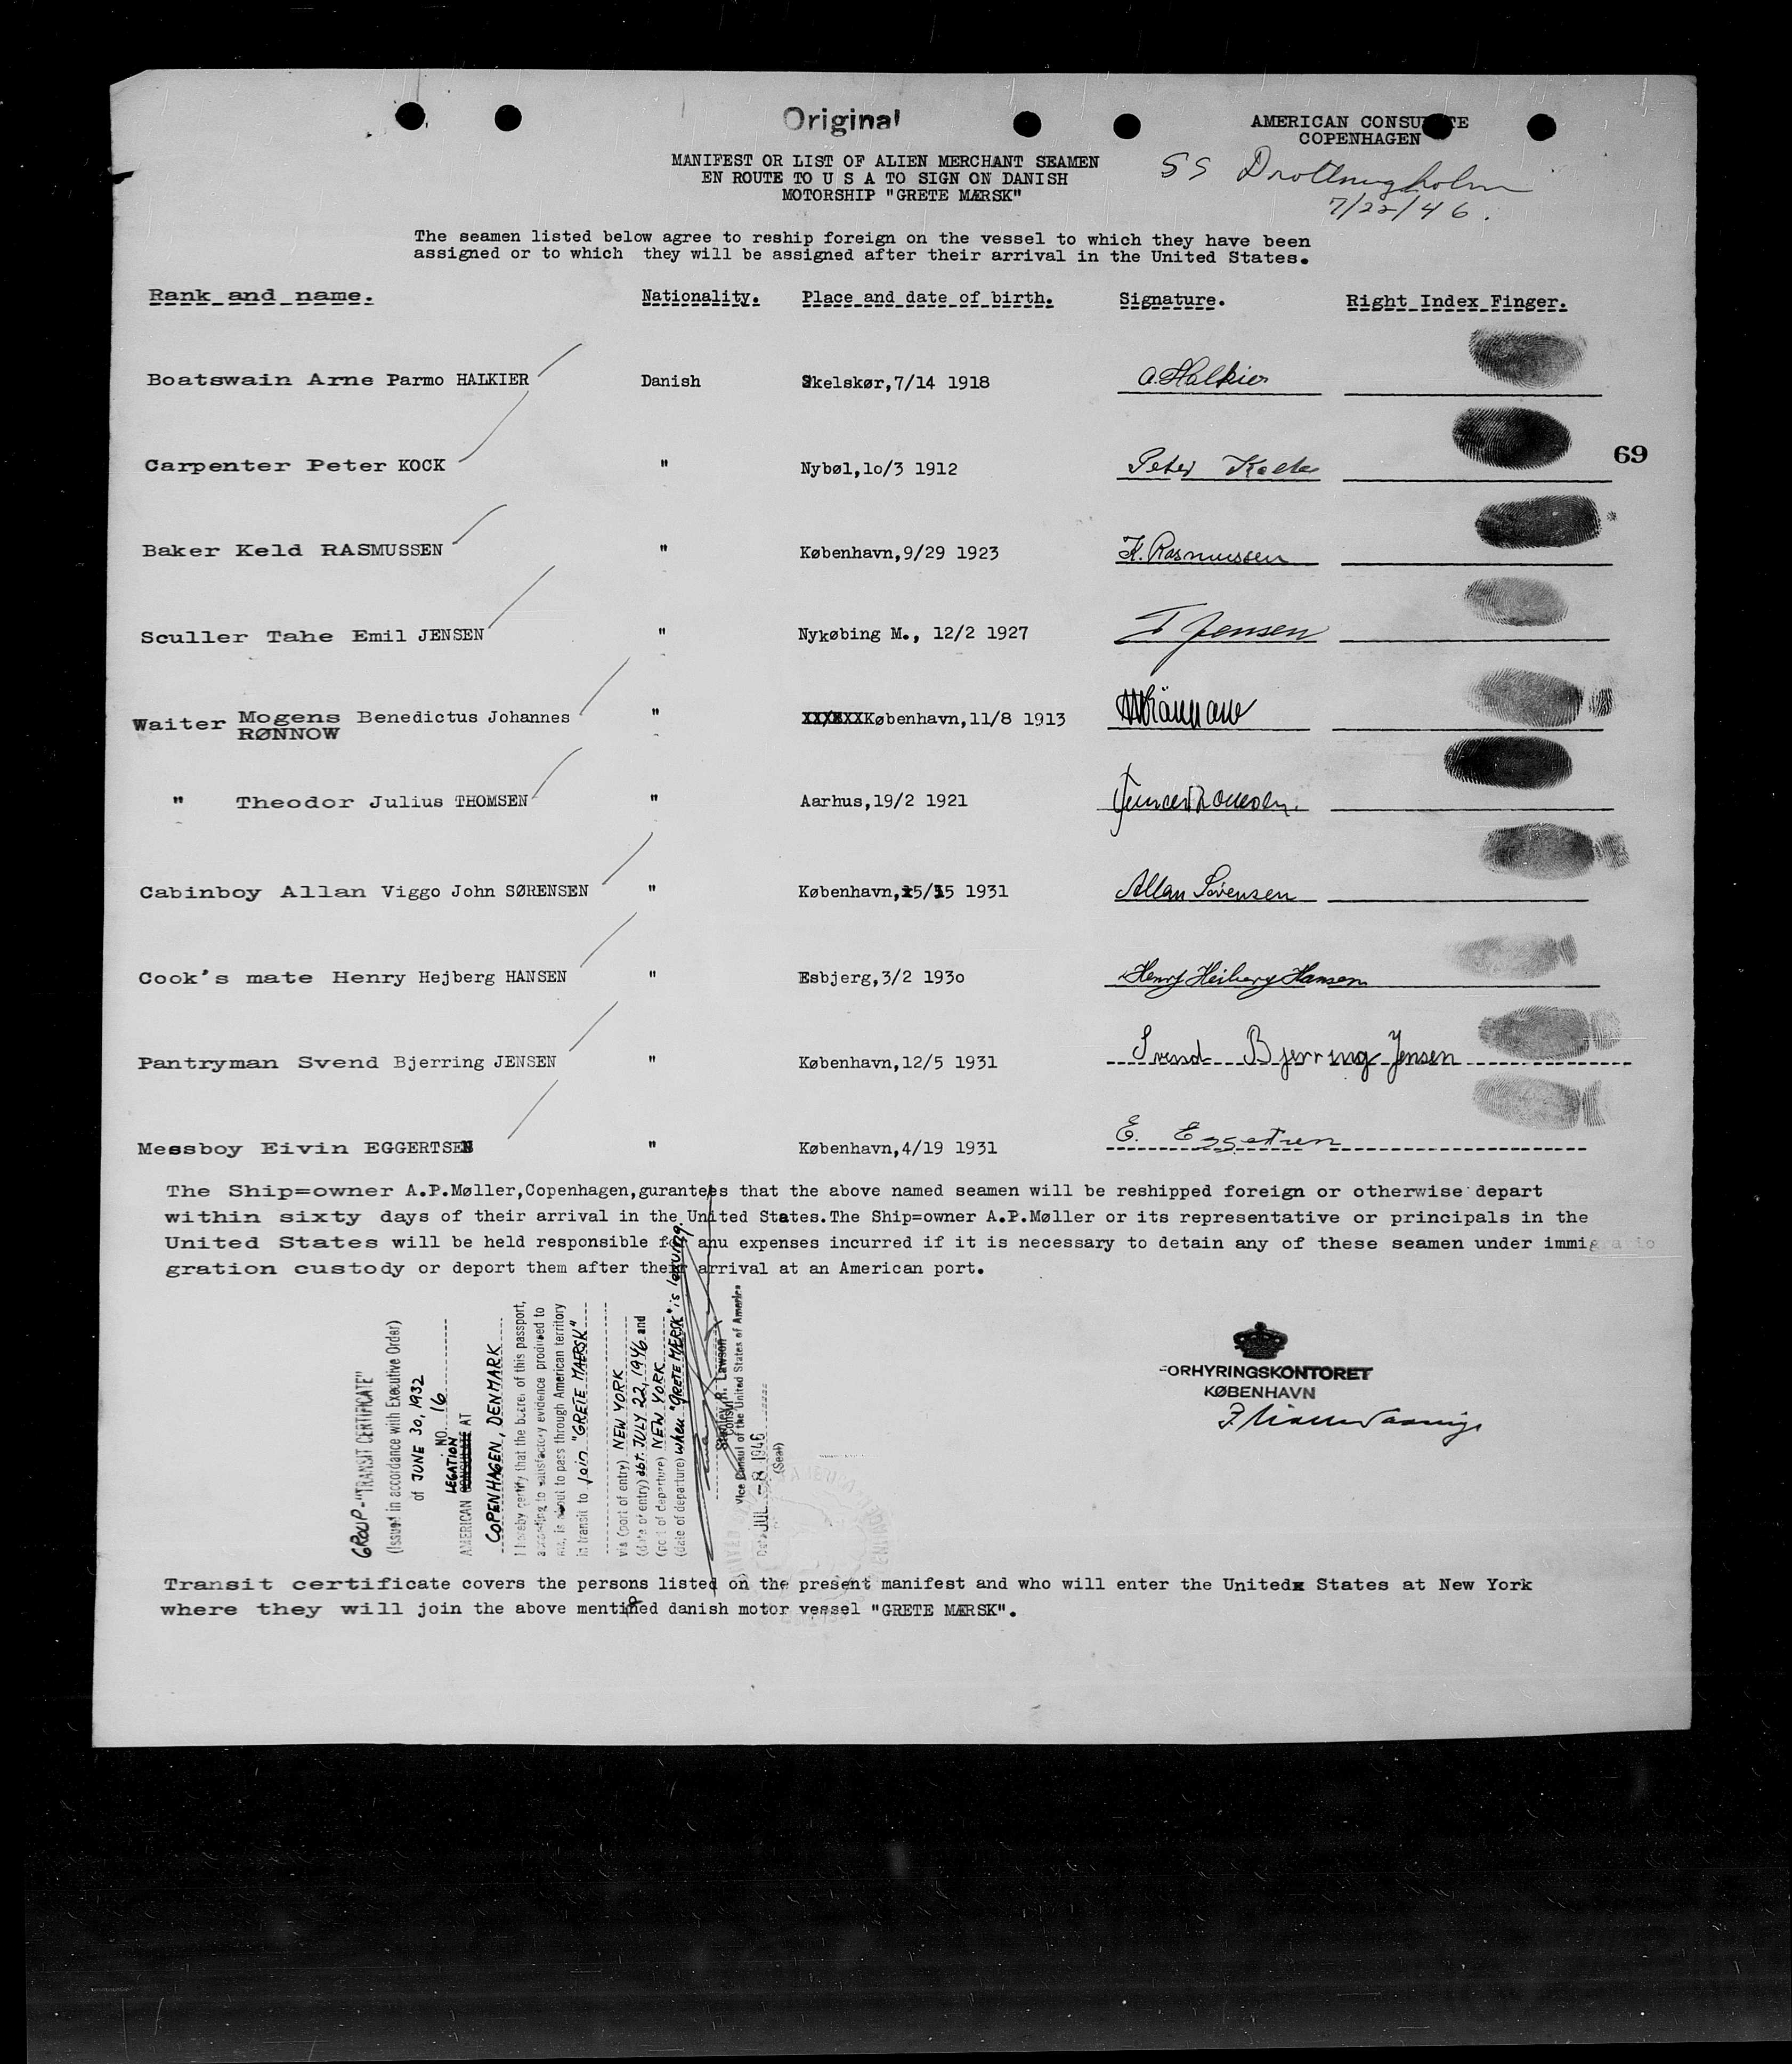 Original
AMERICAN CONSULATE
COPENHAGEN
SS Drottningholm
7/22/46.
MANIFEST OR LIST OF ALIEN MERCHANT SEAMEN
EN ROUTE TO U S A TO SIGN ON DANISH
MOTORSHIP "GRETE MÆRSK"
The seamen listed below agree to reship foreign on the vessel to which they have been
assigned or to which they will be assigned after their arrival in the United States.
Rank and name. Nationality. Place and date of birth. Signature. Right Index Finger.
Boatswain Arne Parmo HALKIER Danish Skelskør,7/14 1918 A. Halkier
Carpenter Peter KOCK " Nybøl,1o/3 1912 Peter Kock
69
Baker Keld RASMUSSEN " København,9/29 1923 K. Rasmussen
Sculler Tahe Emil JENSEN " Nykøbing M., 12/2 1927 T Jensen
Waiter Mogens Benedictus Johannes " København,11/8 1913
RØNNOW
" Theodor Julius THOMSEN " Aarhus,19/2 1921
Cabinboy Allan Viggo John SØRENSEN " København, 1931 Allan Sörensen
Cook's mate Henry Hejberg HANSEN " Esbjerg,3/2 193o Henry Heiberg Hansen
Pantryman Svend Bjerring JENSEN " København,12/5 1931 Svend Bjerring Jensen
Messboy Eivin EGGERTSEN " København,4/19 1931 E. Eggertsen
The Ship=owner A.P.Møller,Copenhagen,gurantees that the above named seamen will be reshipped foreign or otherwise depart
within sixty days of their arrival in the United States.The Ship=owner A.P.Møller or its representative or principals in the
United States will be held responsible for anu expenses incurred if it is necessary to detain any of these seamen under immi
gration custody or deport them after their arrival at an American port.
GROUP - "TRANSIT CERTIFICATE"
(Issued in accordance with Executive Order)
of JUNE 30, 1932
NO. 16
LEGATION
AMERICAN CONSULATE AT
COPENHAGEN, DENMARK
I hereby certify that the bearer of this passport,
according to satisfactory evidence produced to
me, is about to pass through American territory
in transit to join "GRETE MAERSK"
via (port of entry) NEW YORK
(date of entry) abt. JULY 22, 1946 and
(port of departure) NEW YORK
(date of departure) when "GRETE MÆRSK" is leaving.
Stanley R. Lawson
Consul
Vice Consul of the United States of America
Date JUL -8 1946
(Seal)
FORHYRINGSKONTORET
KØBENHAVN
Transit certificate covers the persons listed on the present manifest and who will enter the Unitedx States at New York
where they will join the above mentined danish motor vessel "GRETE MÆRSK".